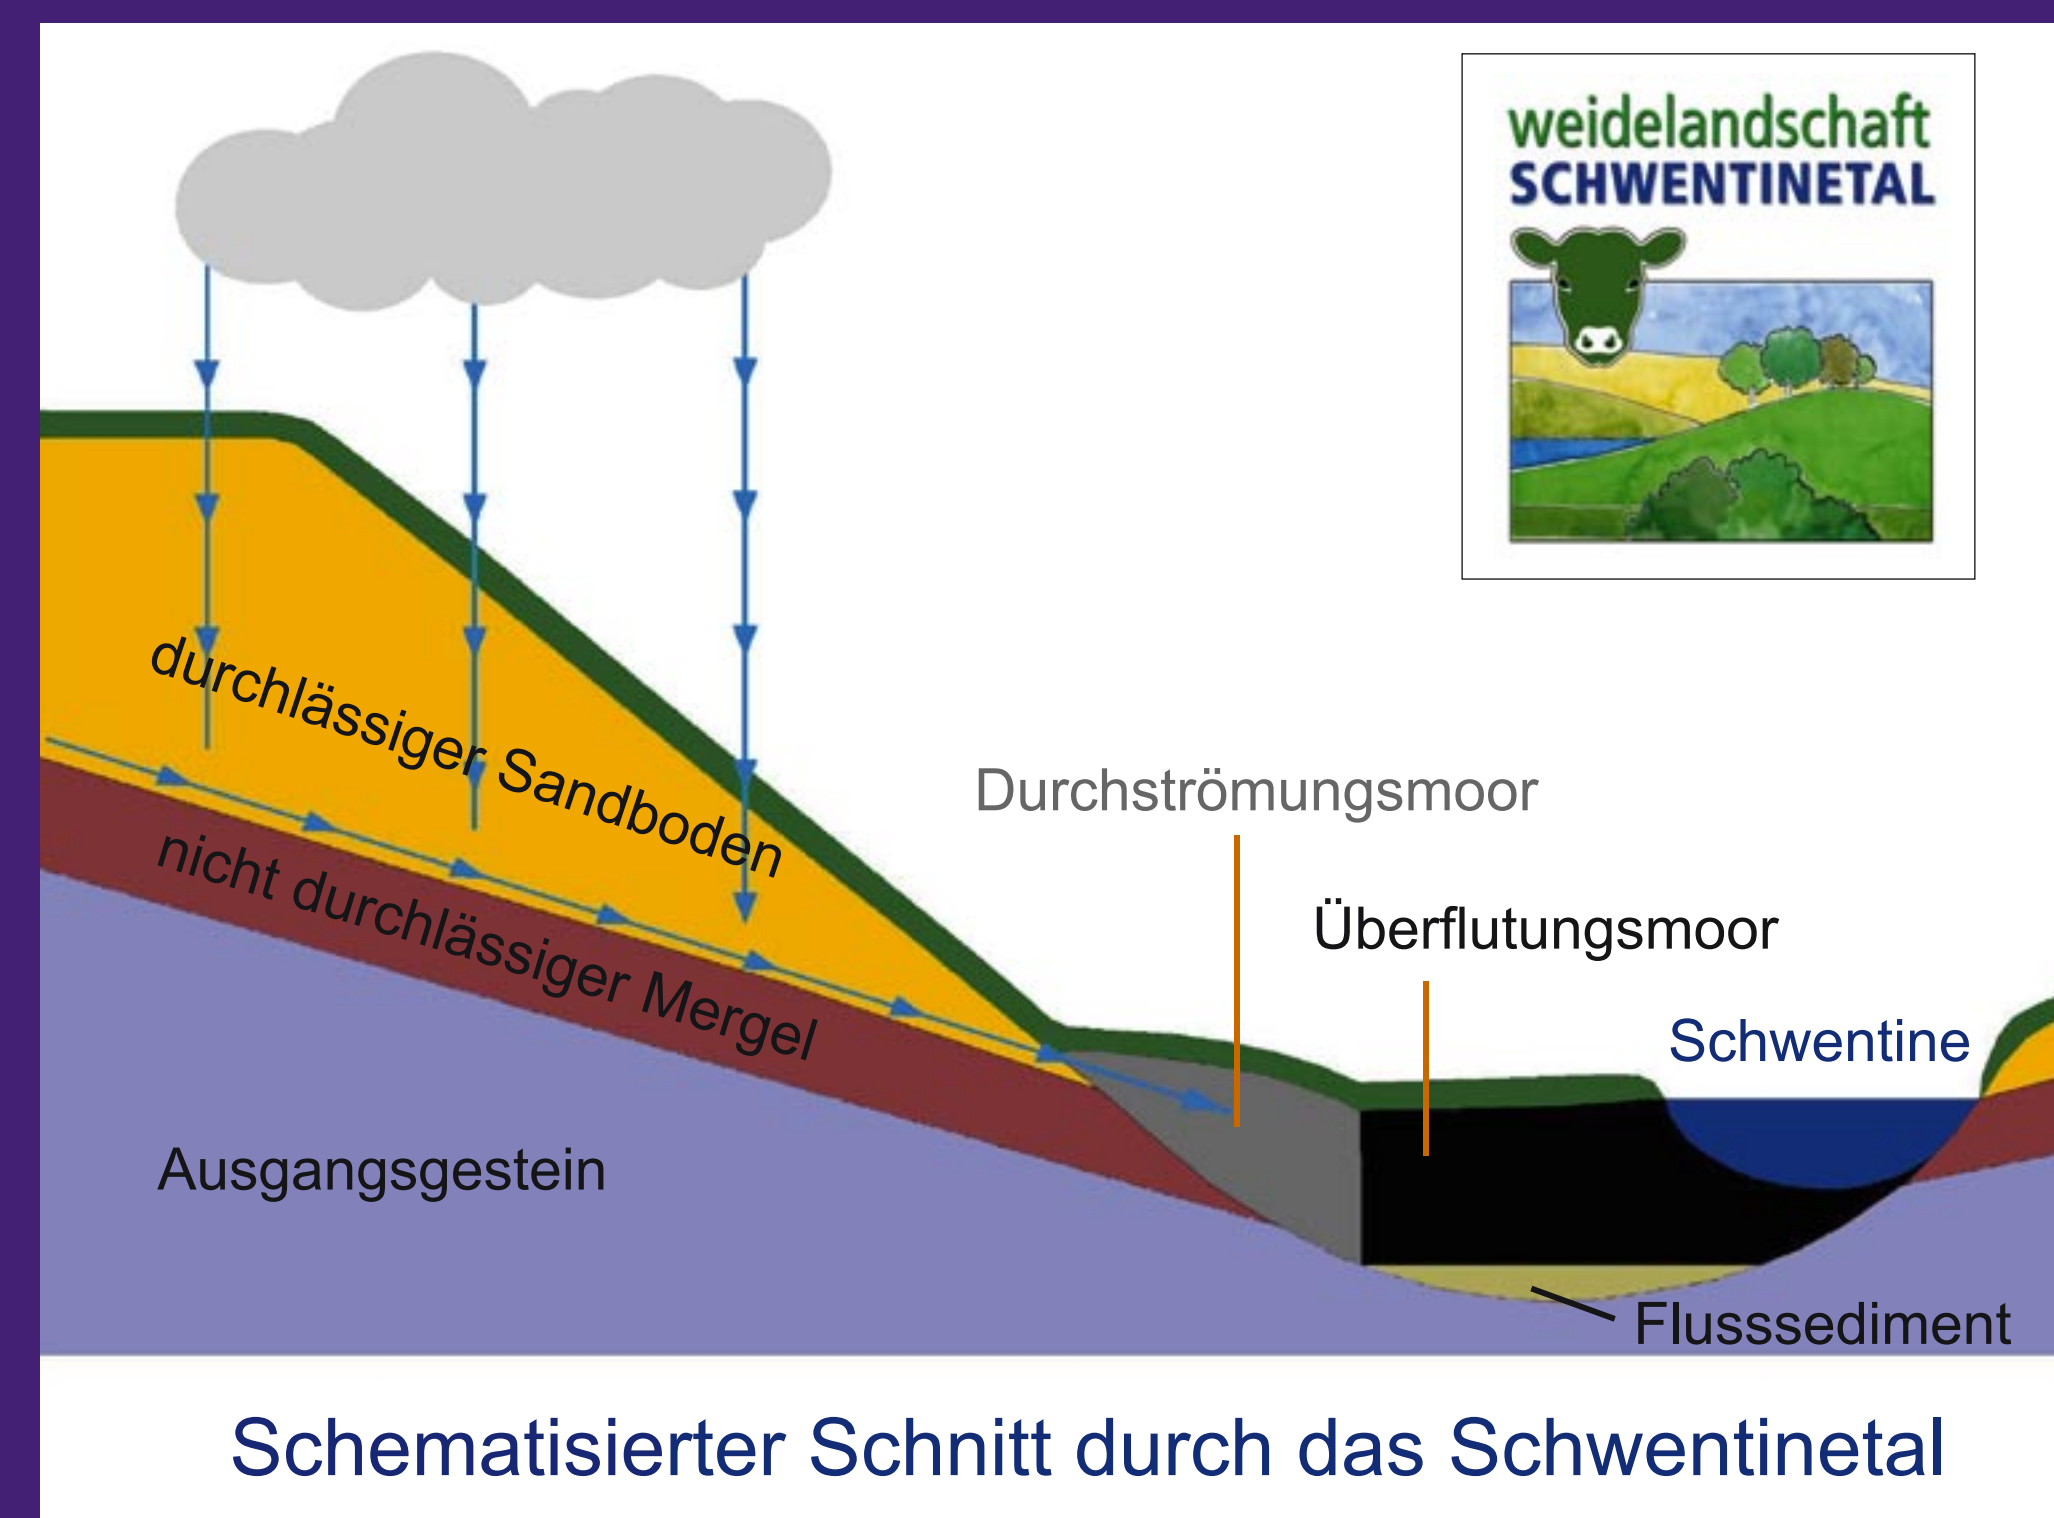 weidelandschaft
SCHWENTINETAL
durchlässiger Sandboden
nicht durchlässiger Mergel
Durchströmungsmoor
Überflutungsmoor
Schwentine
Ausgangsgestein
Flusssediment
Schematisierter Schnitt durch das Schwentinetal